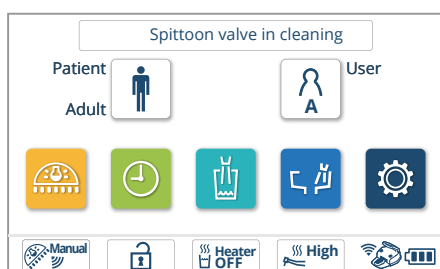 Spittoon valve in cleaning
Patient
User
Adult
A
Manual
Heater
OFF
High